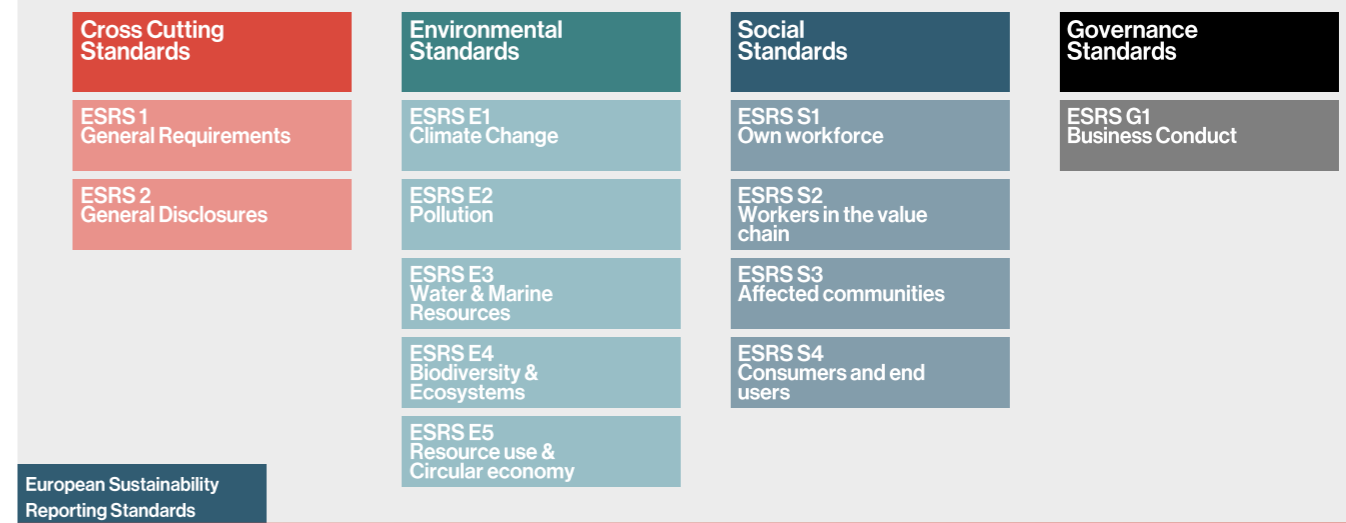 Cross Cutting
Standards
ESRS 1
General Requirements
ESRS 2
General Disclosures
Environmental
Standards
ESRS E1
Climate Change
ESRS E2
Pollution
ESRS E3
Water & Marine
Resources
ESRS E4
Biodiversity &
Ecosystems
ESRS E5
Resource use &
Circular economy
Social
Standards
ESRS S1
Own workforce
ESRS S2
Workers in the value
chain
ESRS S3
Affected communities
ESRS S4
Consumers and end
users
Governance
Standards
ESRS G1
Business Conduct
European Sustainability
Reporting Standards